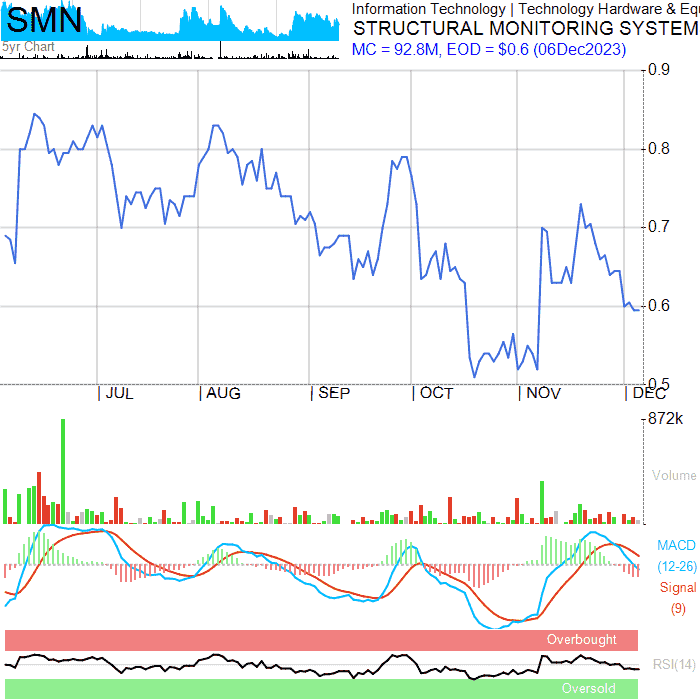 SMN
5yr Chart
Information Technology | Technology Hardware & Equ
STRUCTURAL MONITORING SYSTEM
MC = 92.8M, EOD = $0.6 (06Dec2023)
0.9
0.8
0.7
0.6
0.5
| JUL | AUG | SEP | OCT | NOV | DEC
872k
Volume
MACD
(12-26)
Signal
(9)
Overbought
RSI(14)
Oversold